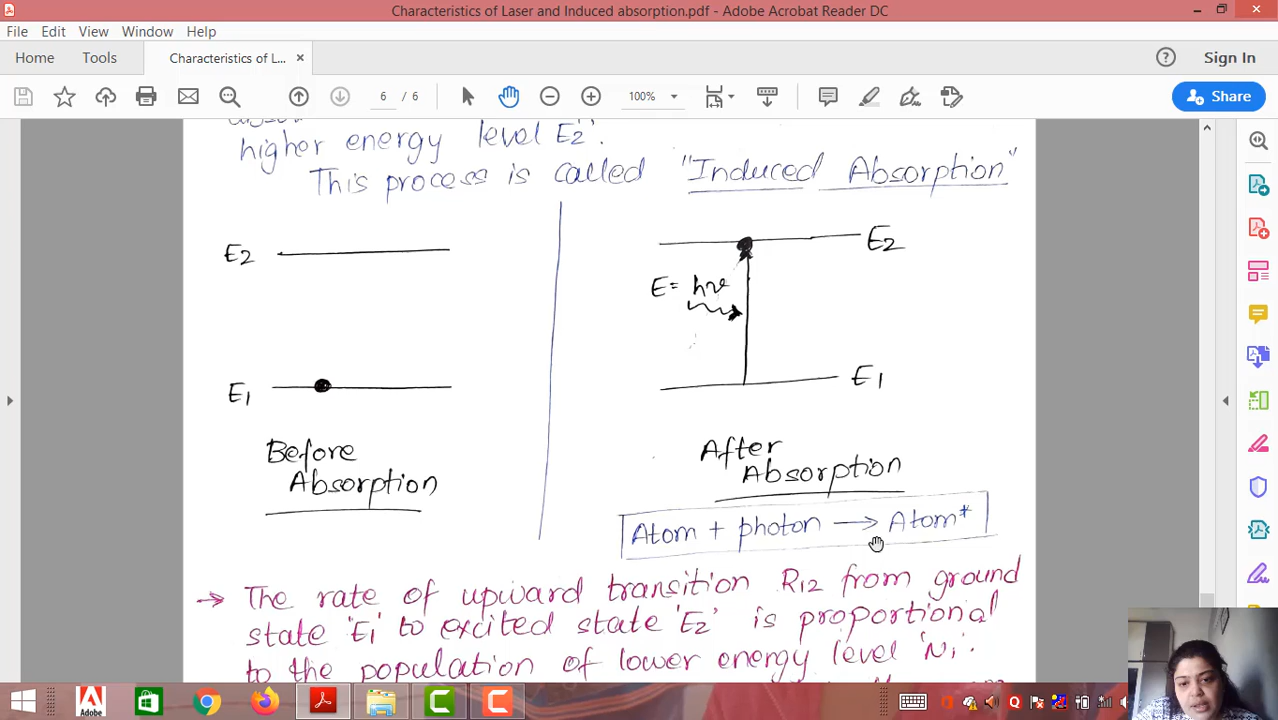 Characteristics of Laser and Induced absorption.pdf - Adobe Acrobat Reader DC
File Edit View Window Help
Home Tools Characteristics of L... × Sign In
6 / 6 100% Share
higher energy level E2".
This process is called "Induced Absorption"
E2
E2
E = hν
E1
E1
Before
Absorption
After
Absorption
Atom + photon → Atom*
→ The rate of upward transition R12 from ground
state 'E1' to excited state 'E2' is proportional
to the population of lower energy level 'N1'.
Adobe